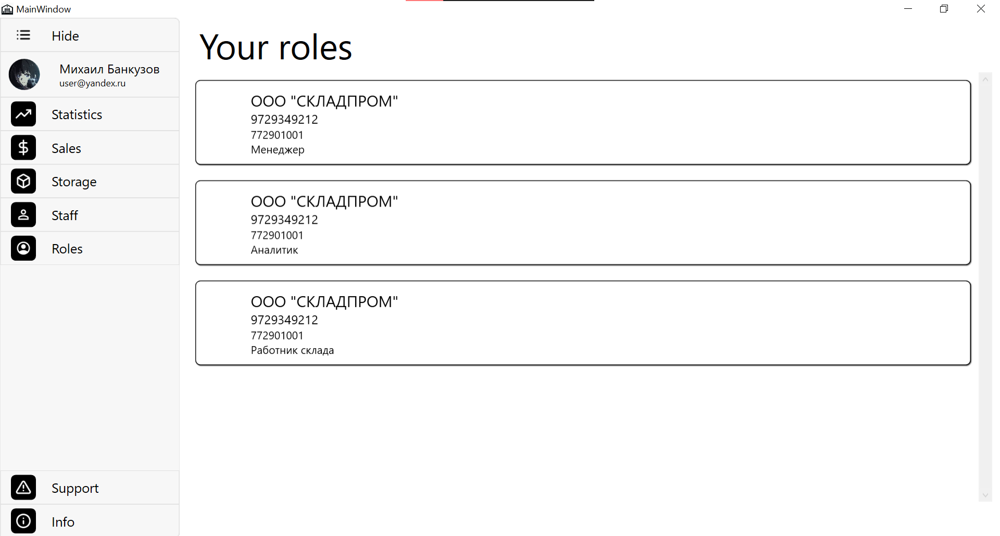 MainWindow
Hide
Михаил Банкузов
user@yandex.ru
Statistics
Sales
Storage
Staff
Roles
Support
Info
Your roles
ООО "СКЛАДПРОМ"
9729349212
772901001
Менеджер
ООО "СКЛАДПРОМ"
9729349212
772901001
Аналитик
ООО "СКЛАДПРОМ"
9729349212
772901001
Работник склада